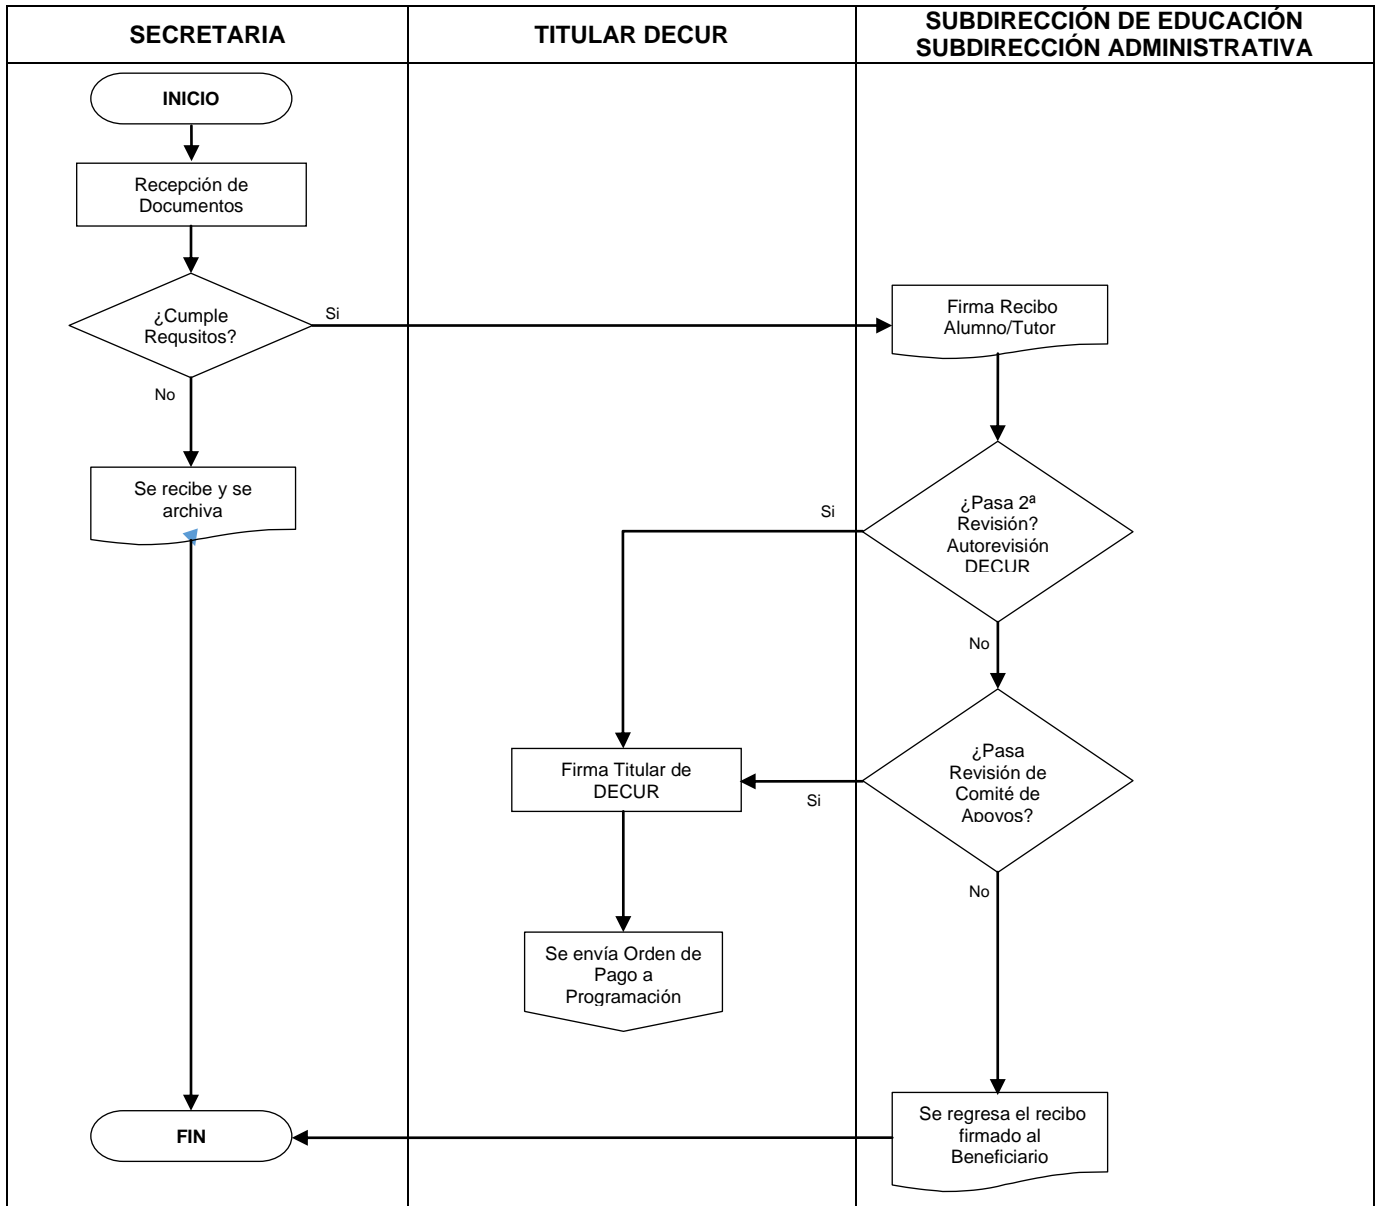 SECRETARIA
TITULAR DECUR
SUBDIRECCIÓN DE EDUCACIÓN
SUBDIRECCIÓN ADMINISTRATIVA
INICIO
Recepción de
Documentos
¿Cumple
Requsitos?
Si
Firma Recibo
Alumno/Tutor
No
Se recibe y se
archiva
¿Pasa 2ª
Revisión?
Autorevisión
DECUR
Si
No
¿Pasa
Revisión de
Comité de
Apoyos?
Si
Firma Titular de
DECUR
No
Se envía Orden de
Pago a
Programación
Se regresa el recibo
firmado al
Beneficiario
FIN